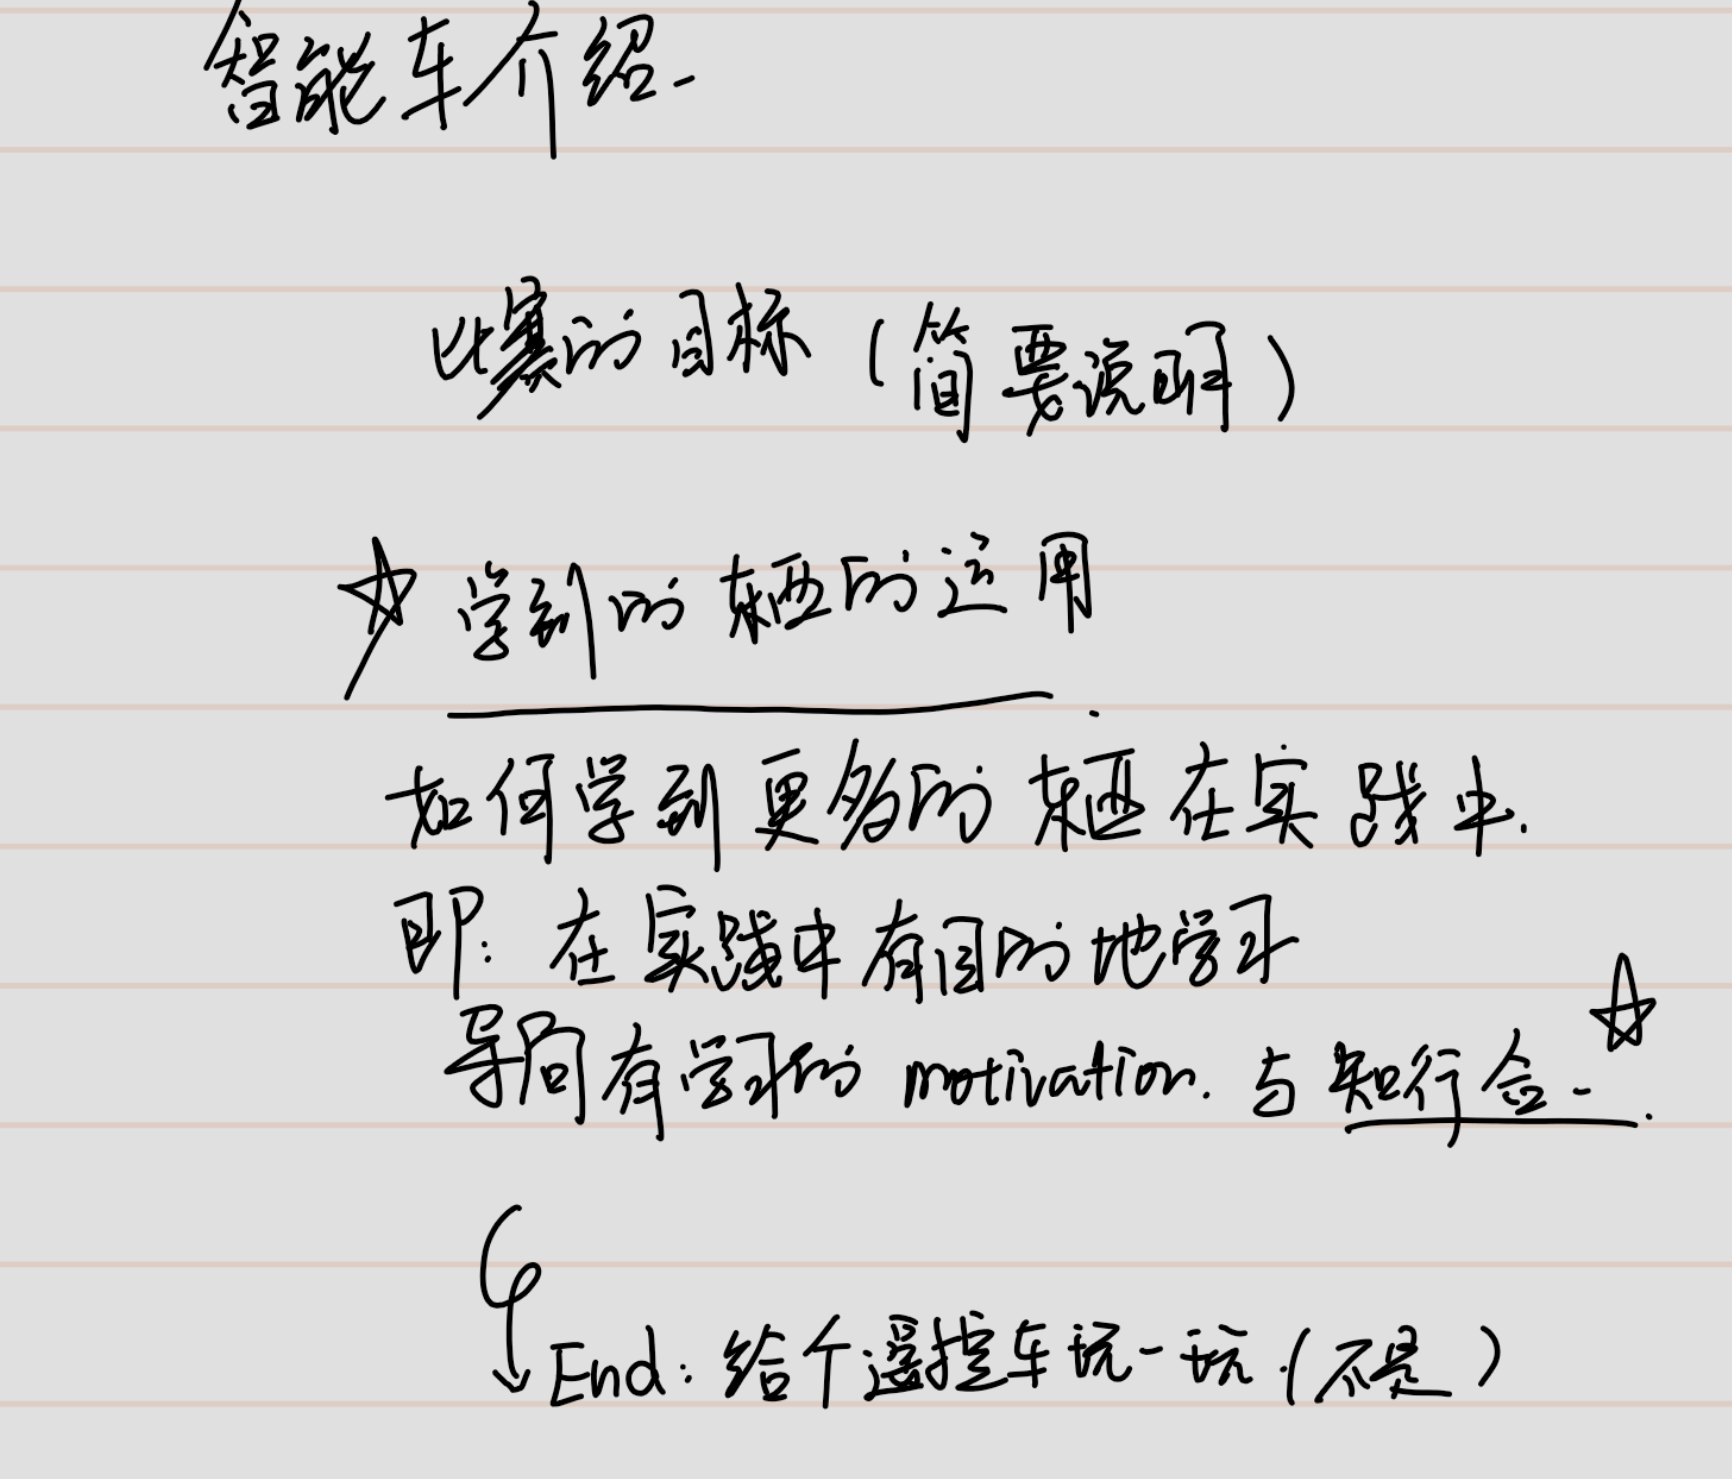 智能车介绍-
比赛的目标（简要说明）
☆ 学到的东西的运用
如何学到更多的东西在实践中.
即: 在实践中有目的地学习
导向有学习的 motivation. 与知行合一. ☆
End: 给个遥控车玩一玩.(不是)